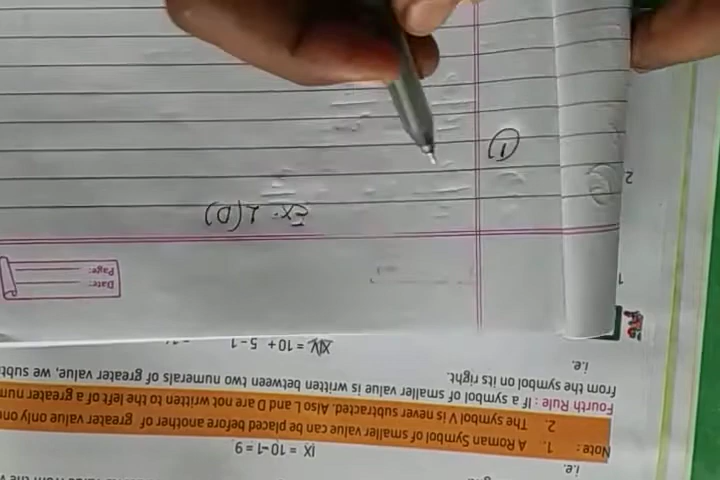 i.e.
IX = 10-1 = 9
Note : 1. A Roman Symbol of smaller value can be placed before another of greater value only on
2. The symbol V is never subtracted. Also L and D are not written to the left of a greater num
Fourth Rule : If a symbol of smaller value is written between two numerals of greater value, we subt
from the symbol on its right.
i.e.
XIV = 10 + 5 - 1
Date:
Page:
Ex. 2 (D)
1
2
1